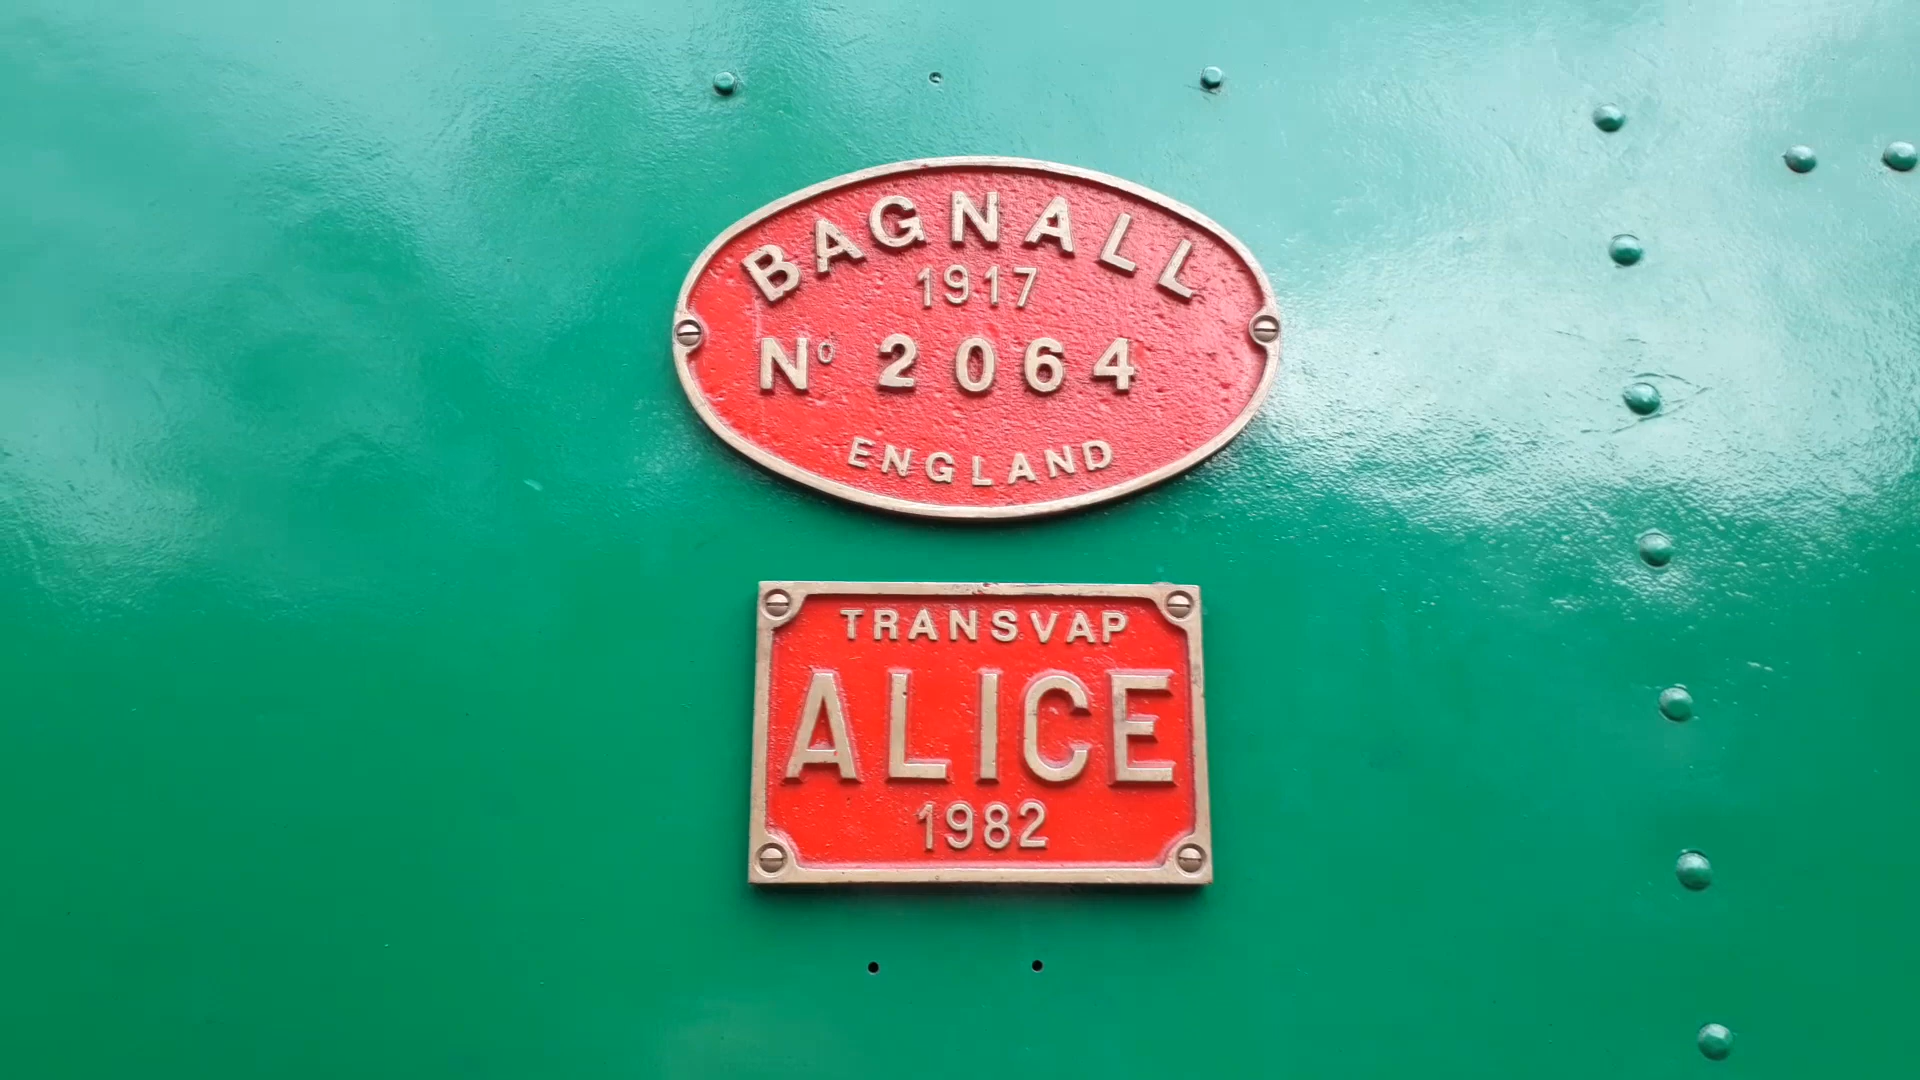 BAGNALL
1917
Nº 2064
ENGLAND
TRANSVAP
ALICE
1982